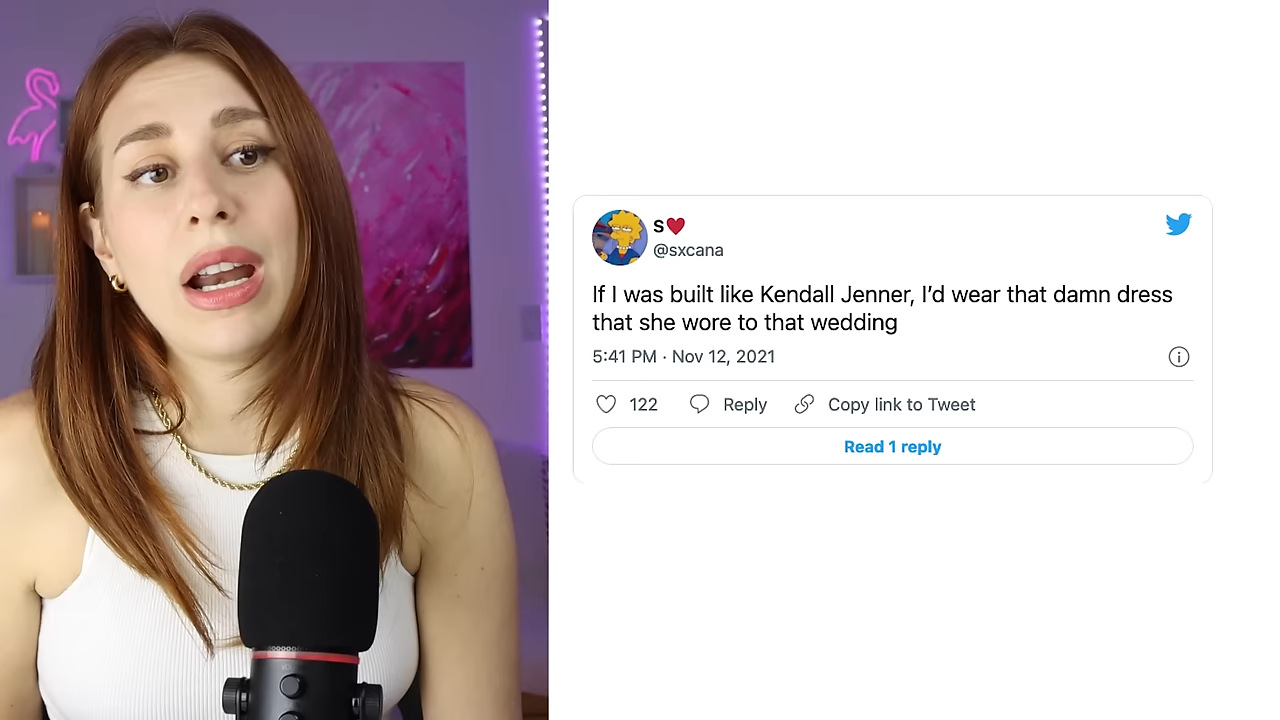 S♥
@sxcana
If I was built like Kendall Jenner, I’d wear that damn dress
that she wore to that wedding
5:41 PM · Nov 12, 2021
122 Reply Copy link to Tweet
Read 1 reply